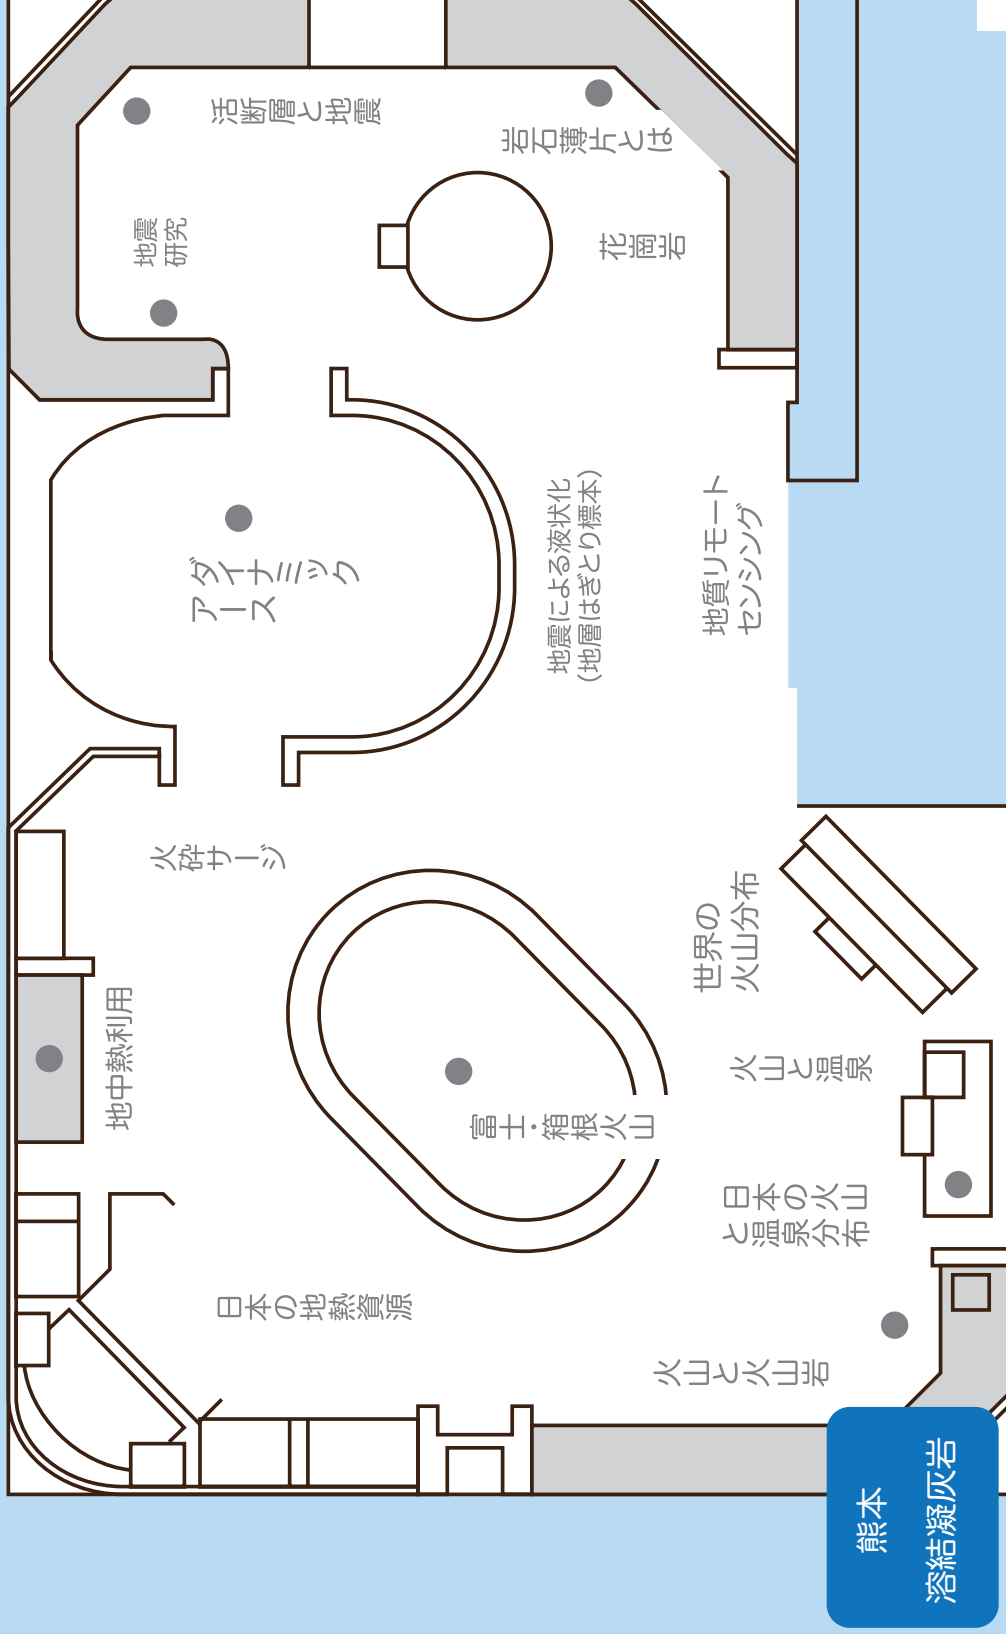 活断層と地震
岩石薄片とは
地震
研究
花崗岩
ダイナミック
アース
地震による液状化
(地層はぎとり標本)
地質リモート
センシング
火砕サージ
世界の
火山分布
地中熱利用
火山と温泉
富士・箱根火山
日本の火山
と温泉分布
日本の地熱資源
火山と火山岩
熊本
溶結凝灰岩